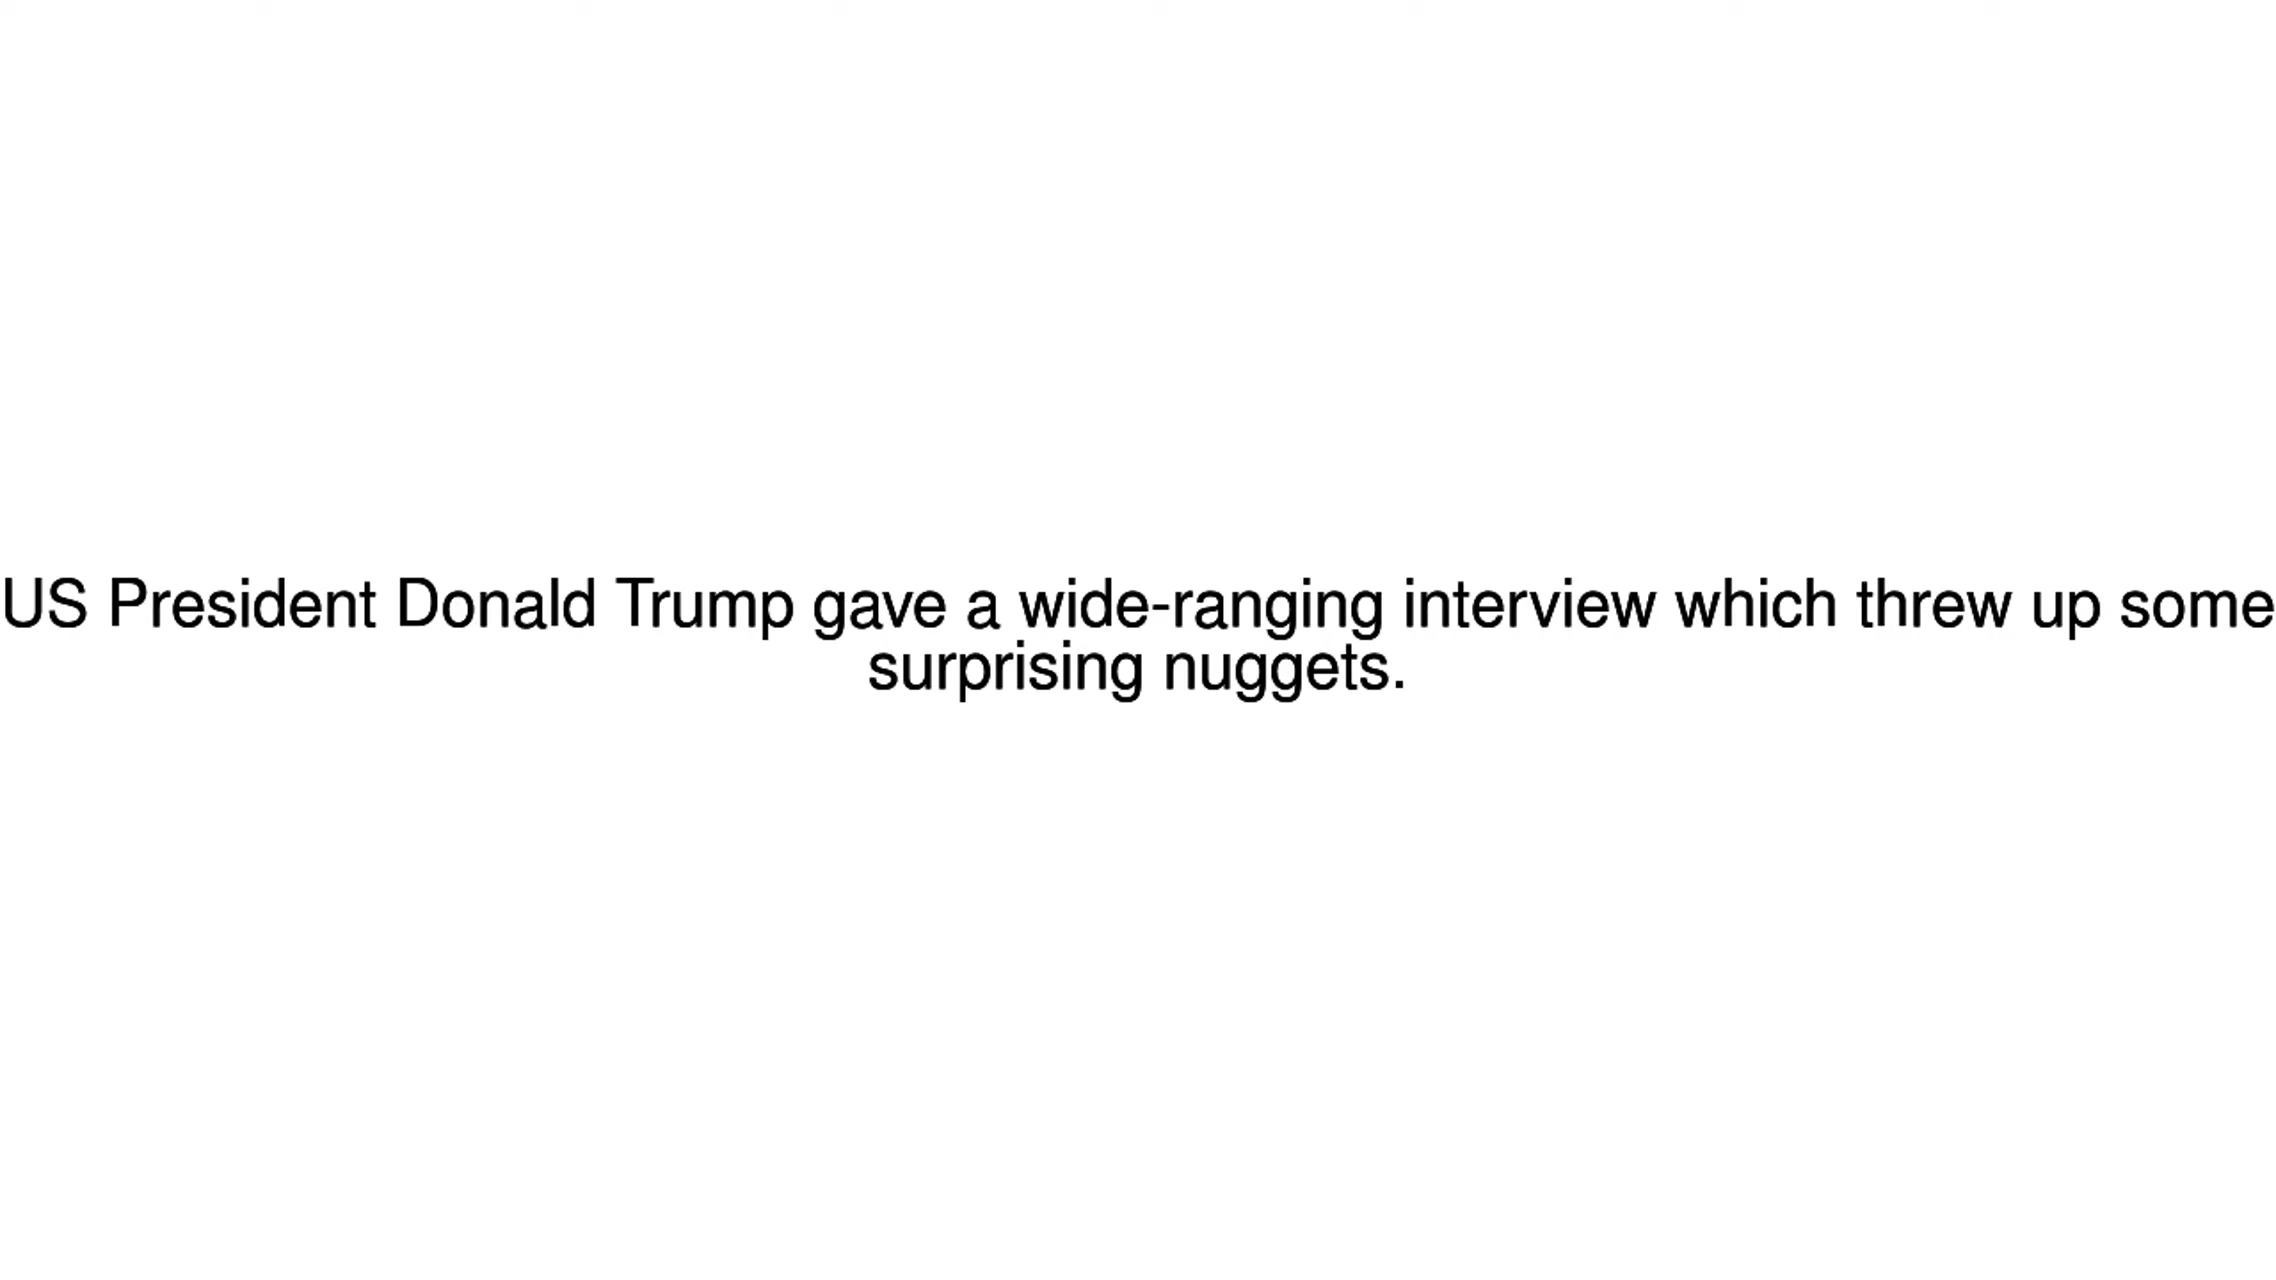 US President Donald Trump gave a wide-ranging interview which threw up some
surprising nuggets.